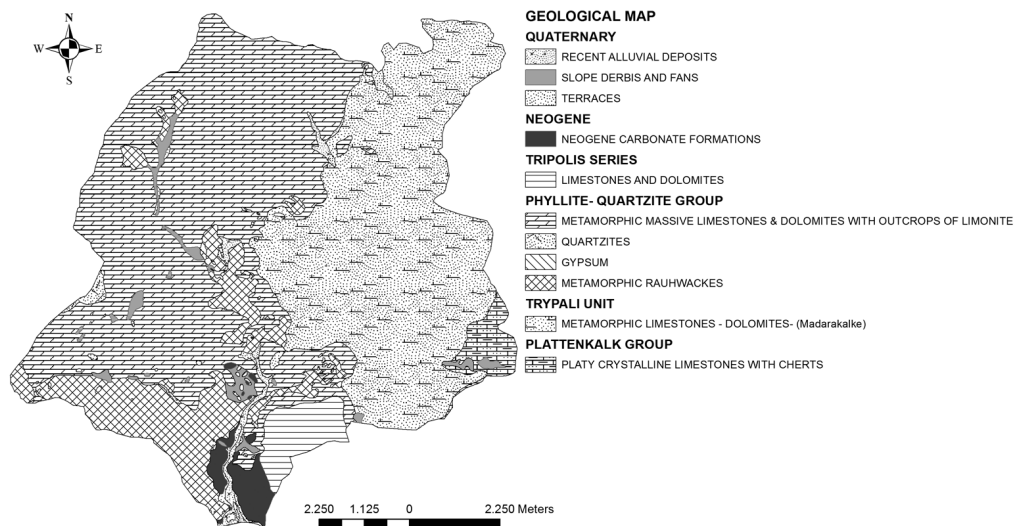 N
W E
S
GEOLOGICAL MAP
QUATERNARY
RECENT ALLUVIAL DEPOSITS
SLOPE DERBIS AND FANS
TERRACES
NEOGENE
NEOGENE CARBONATE FORMATIONS
TRIPOLIS SERIES
LIMESTONES AND DOLOMITES
PHYLLITE- QUARTZITE GROUP
METAMORPHIC MASSIVE LIMESTONES & DOLOMITES WITH OUTCROPS OF LIMONITE
QUARTZITES
GYPSUM
METAMORPHIC RAUHWACKES
TRYPALI UNIT
METAMORPHIC LIMESTONES - DOLOMITES- (Madarakalke)
PLATTENKALK GROUP
PLATY CRYSTALLINE LIMESTONES WITH CHERTS
2.250 1.125 0 2.250 Meters